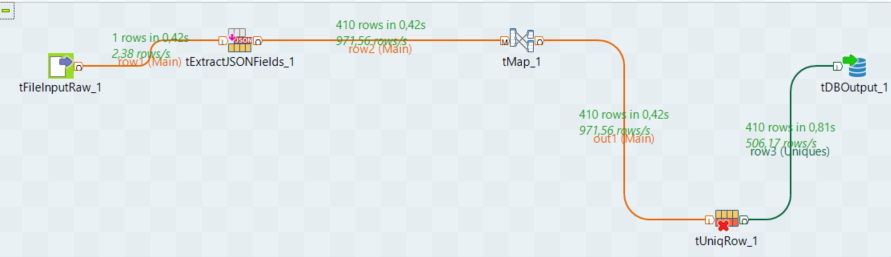 1 rows in 0,42s
2,38 rows/s
row1 (Main)
tFileInputRaw_1
JSON
tExtractJSONFields_1
410 rows in 0,42s
971,56 rows/s
row2 (Main)
tMap_1
410 rows in 0,42s
971,56 rows/s
out1 (Main)
tUniqRow_1
410 rows in 0,81s
506,17 rows/s
row3 (Uniques)
tDBOutput_1